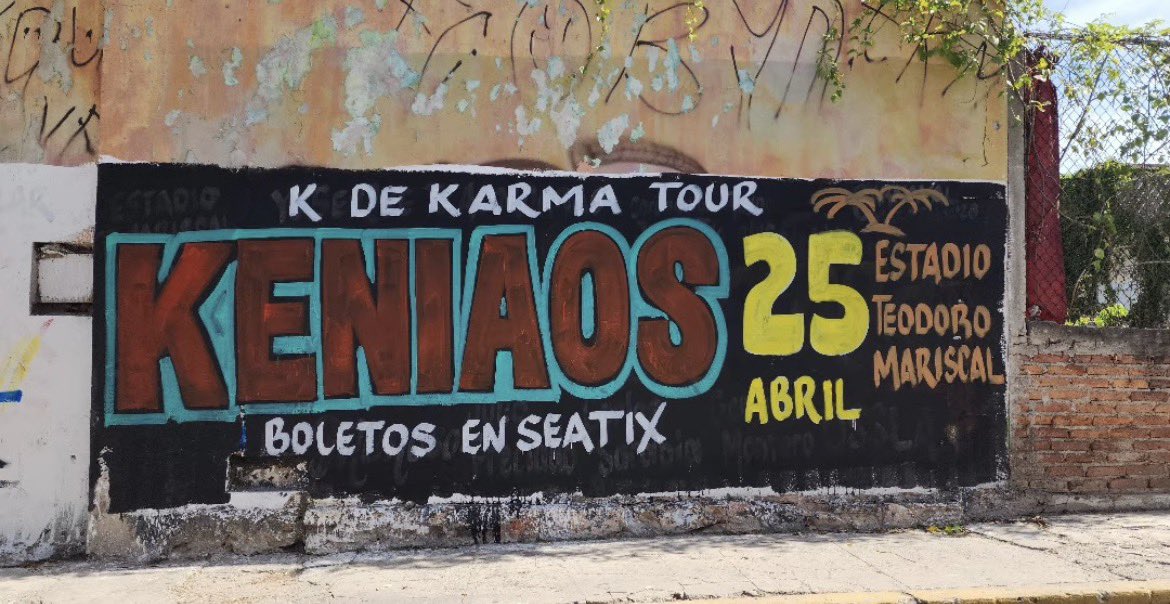 K DE KARMA TOUR
KENIAOS
BOLETOS EN SEATIX
25
ABRIL
ESTADIO
TEODORO
MARISCAL